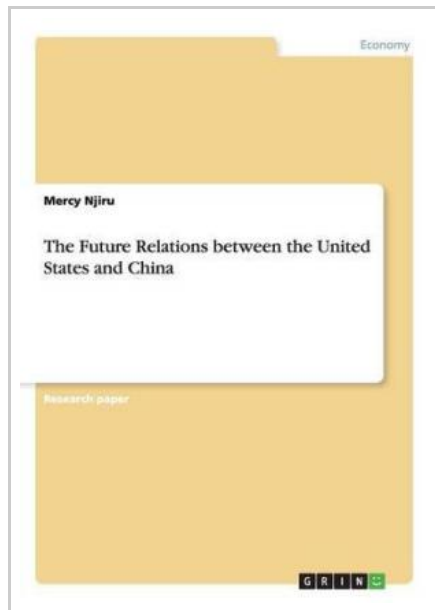 Economy
Mercy Njiru
The Future Relations between the United
States and China
Research paper
GRIN